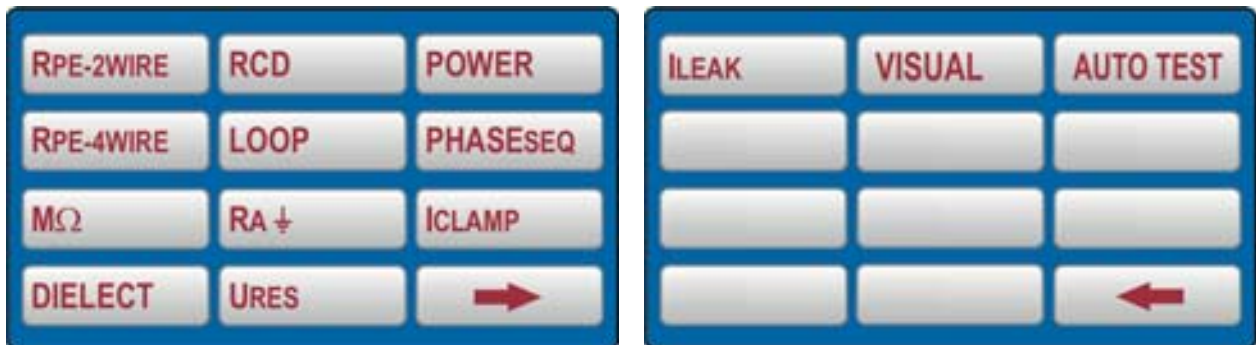 RPE-2WIRE RCD POWER
RPE-4WIRE LOOP PHASESEQ
MΩ RA ⏚ ICLAMP
DIELECT URES ➡
ILEAK VISUAL AUTO TEST
⬅